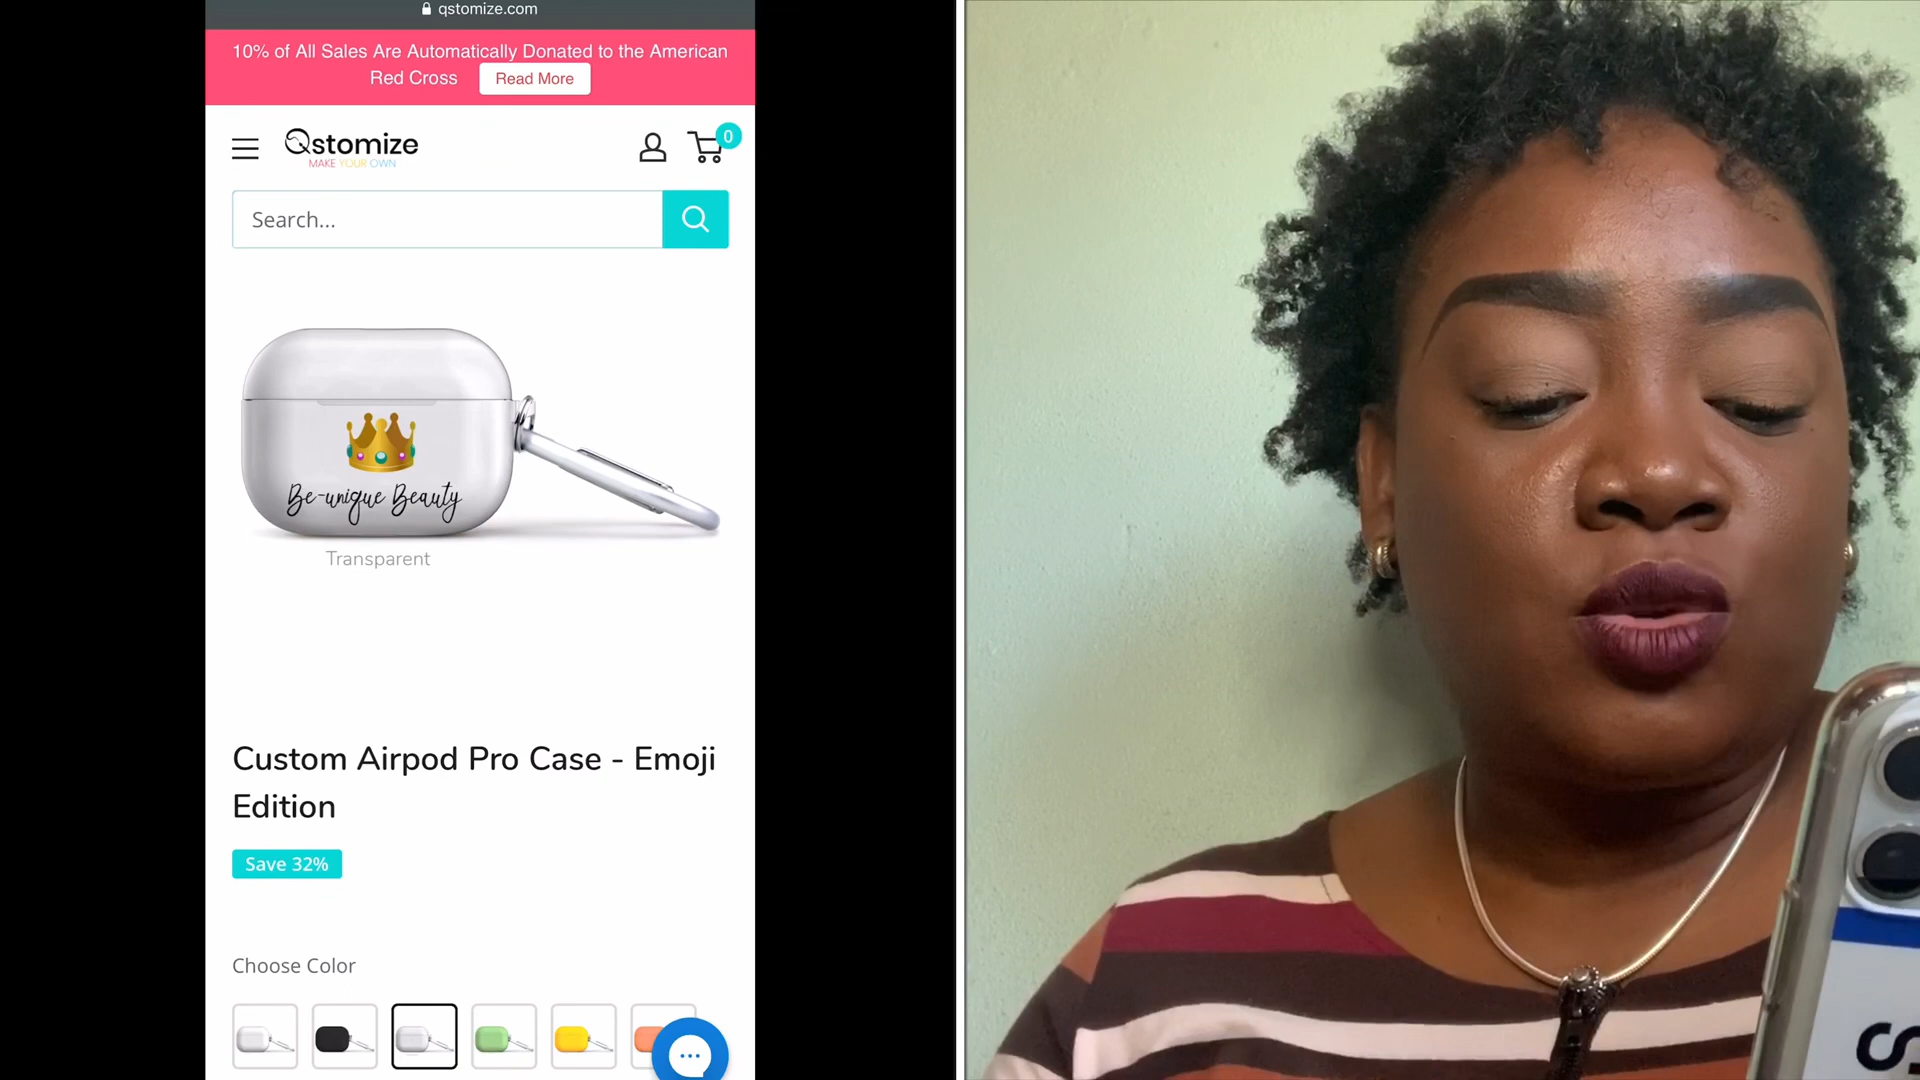 qstomize.com
10% of All Sales Are Automatically Donated to the American
Red Cross Read More
Qstomize
MAKE YOUR OWN
0
Search...
Be-unique Beauty
Transparent
Custom Airpod Pro Case - Emoji
Edition
Save 32%
Choose Color